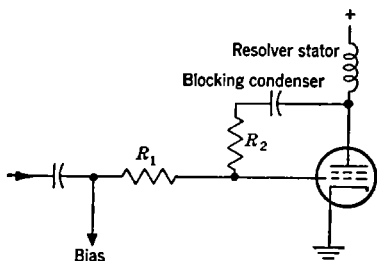 +
Resolver stator
Blocking condenser
R₂
R₁
Bias